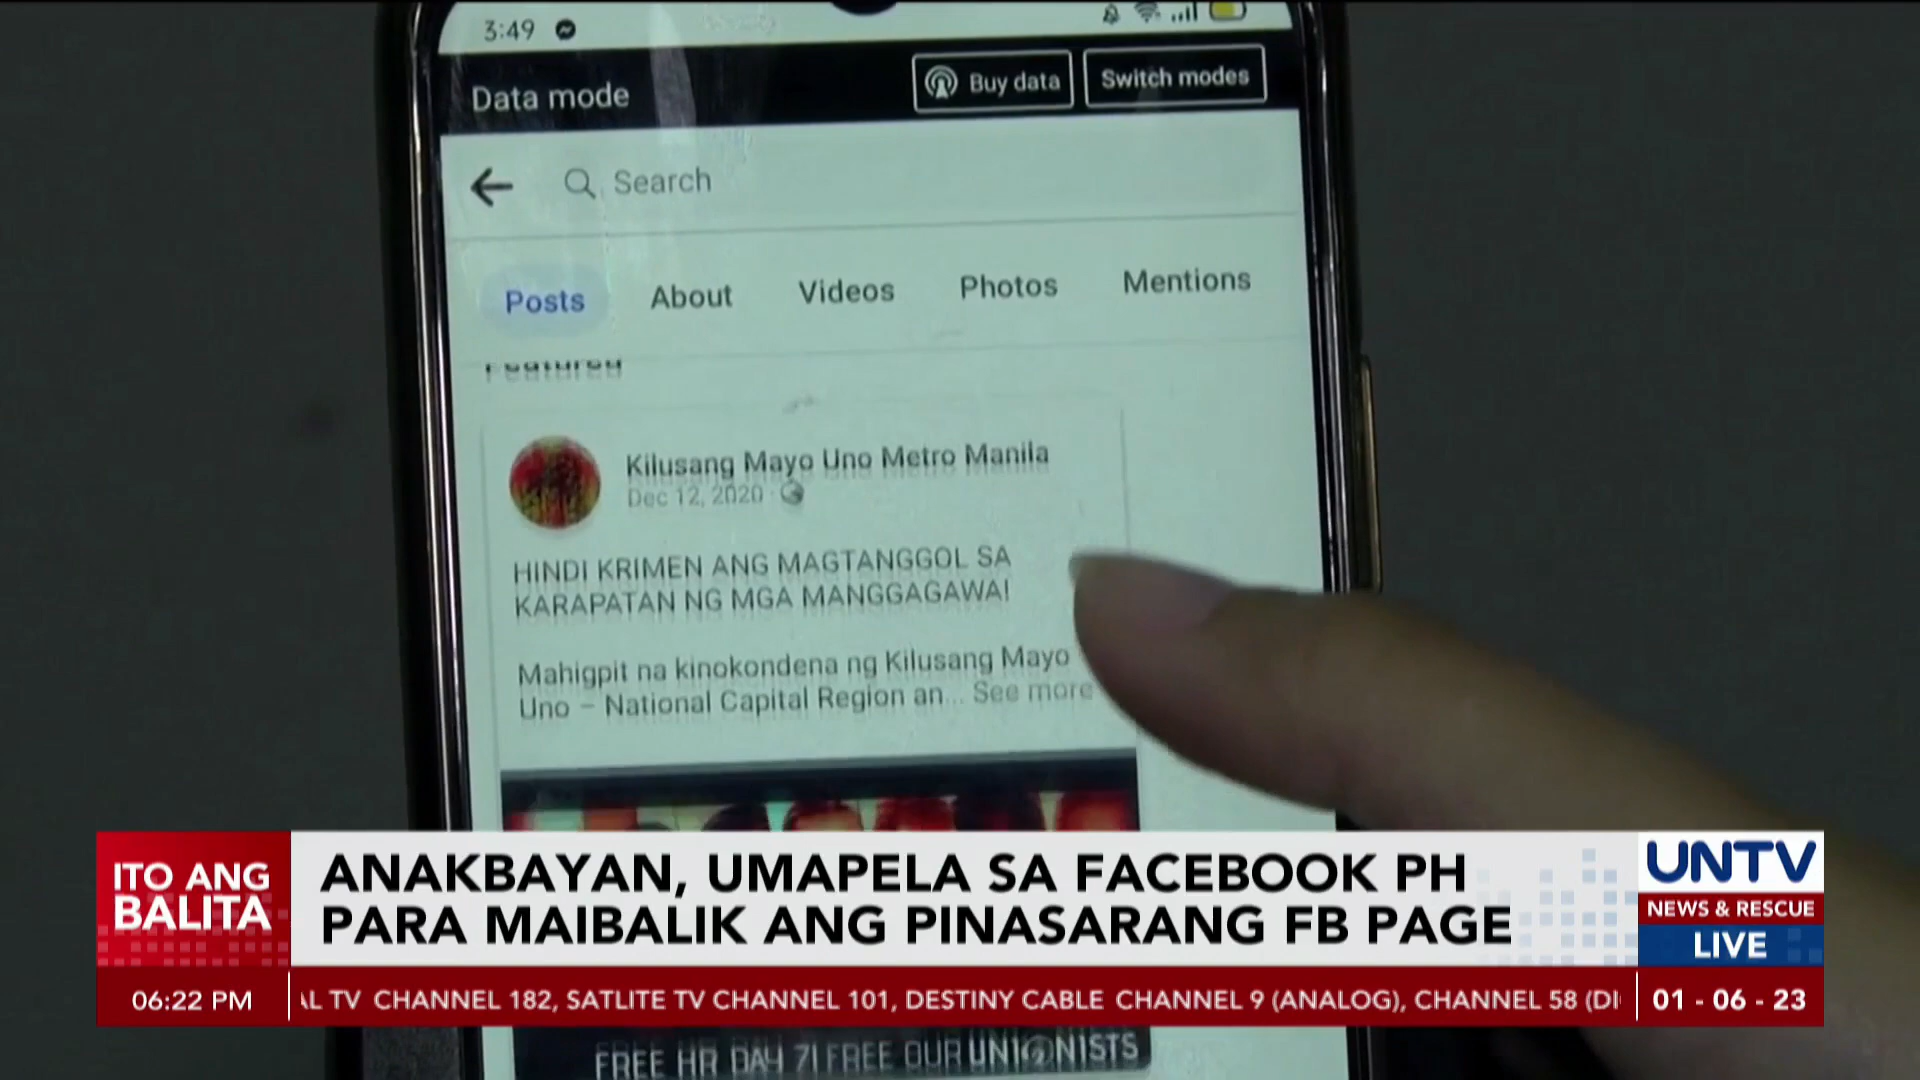 3:49
Data mode
Buy data
Switch modes
Search
Posts
About
Videos
Photos
Mentions
Featured
Kilusang Mayo Uno Metro Manila
Dec 12, 2020
HINDI KRIMEN ANG MAGTANGGOL SA
KARAPATAN NG MGA MANGGAGAWA!
Mahigpit na kinokondena ng Kilusang Mayo
Uno – National Capital Region an... See more
ITO ANG
BALITA
ANAKBAYAN, UMAPELA SA FACEBOOK PH
PARA MAIBALIK ANG PINASARANG FB PAGE
UNTV
NEWS & RESCUE
LIVE
06:22 PM
AL TV CHANNEL 182, SATLITE TV CHANNEL 101, DESTINY CABLE CHANNEL 9 (ANALOG), CHANNEL 58 (DI
01 - 06 - 23
FREE HR DAY 7! FREE OUR UNIONISTS